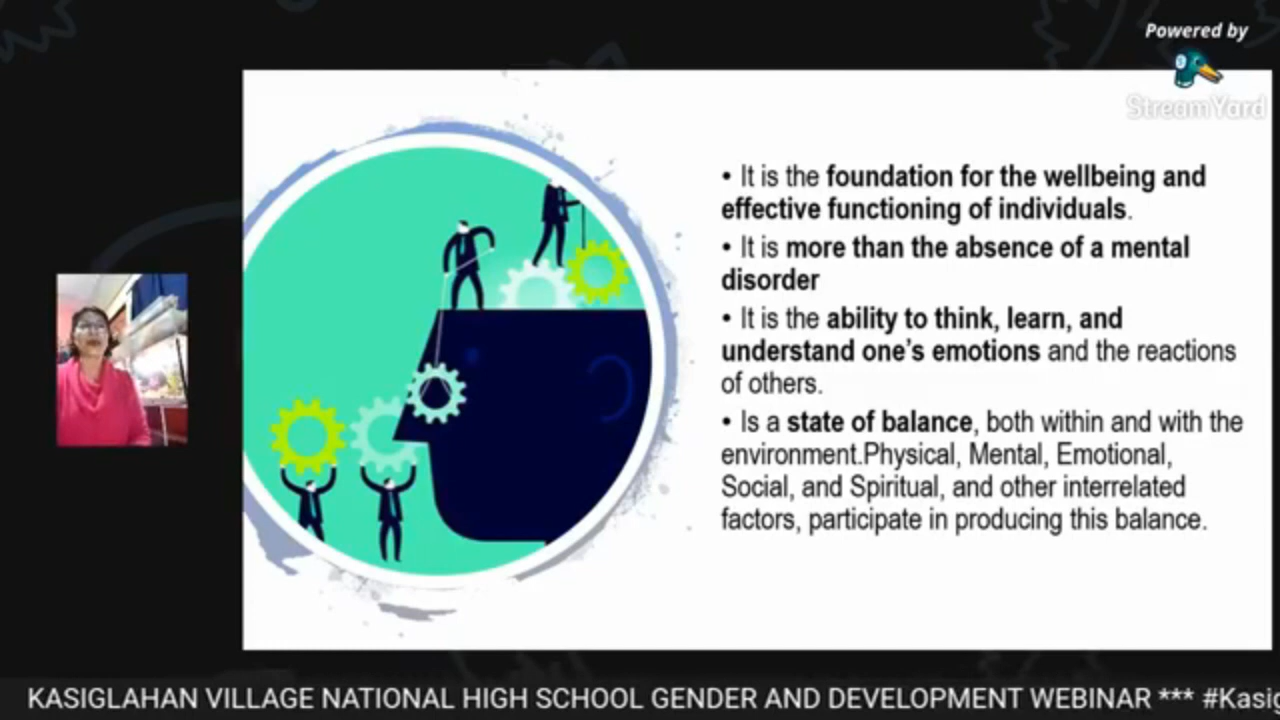 Powered by
StreamYard
• It is the foundation for the wellbeing and
effective functioning of individuals.
• It is more than the absence of a mental
disorder
• It is the ability to think, learn, and
understand one’s emotions and the reactions
of others.
• Is a state of balance, both within and with the
environment.Physical, Mental, Emotional,
Social, and Spiritual, and other interrelated
factors, participate in producing this balance.
KASIGLAHAN VILLAGE NATIONAL HIGH SCHOOL GENDER AND DEVELOPMENT WEBINAR *** #Kasig